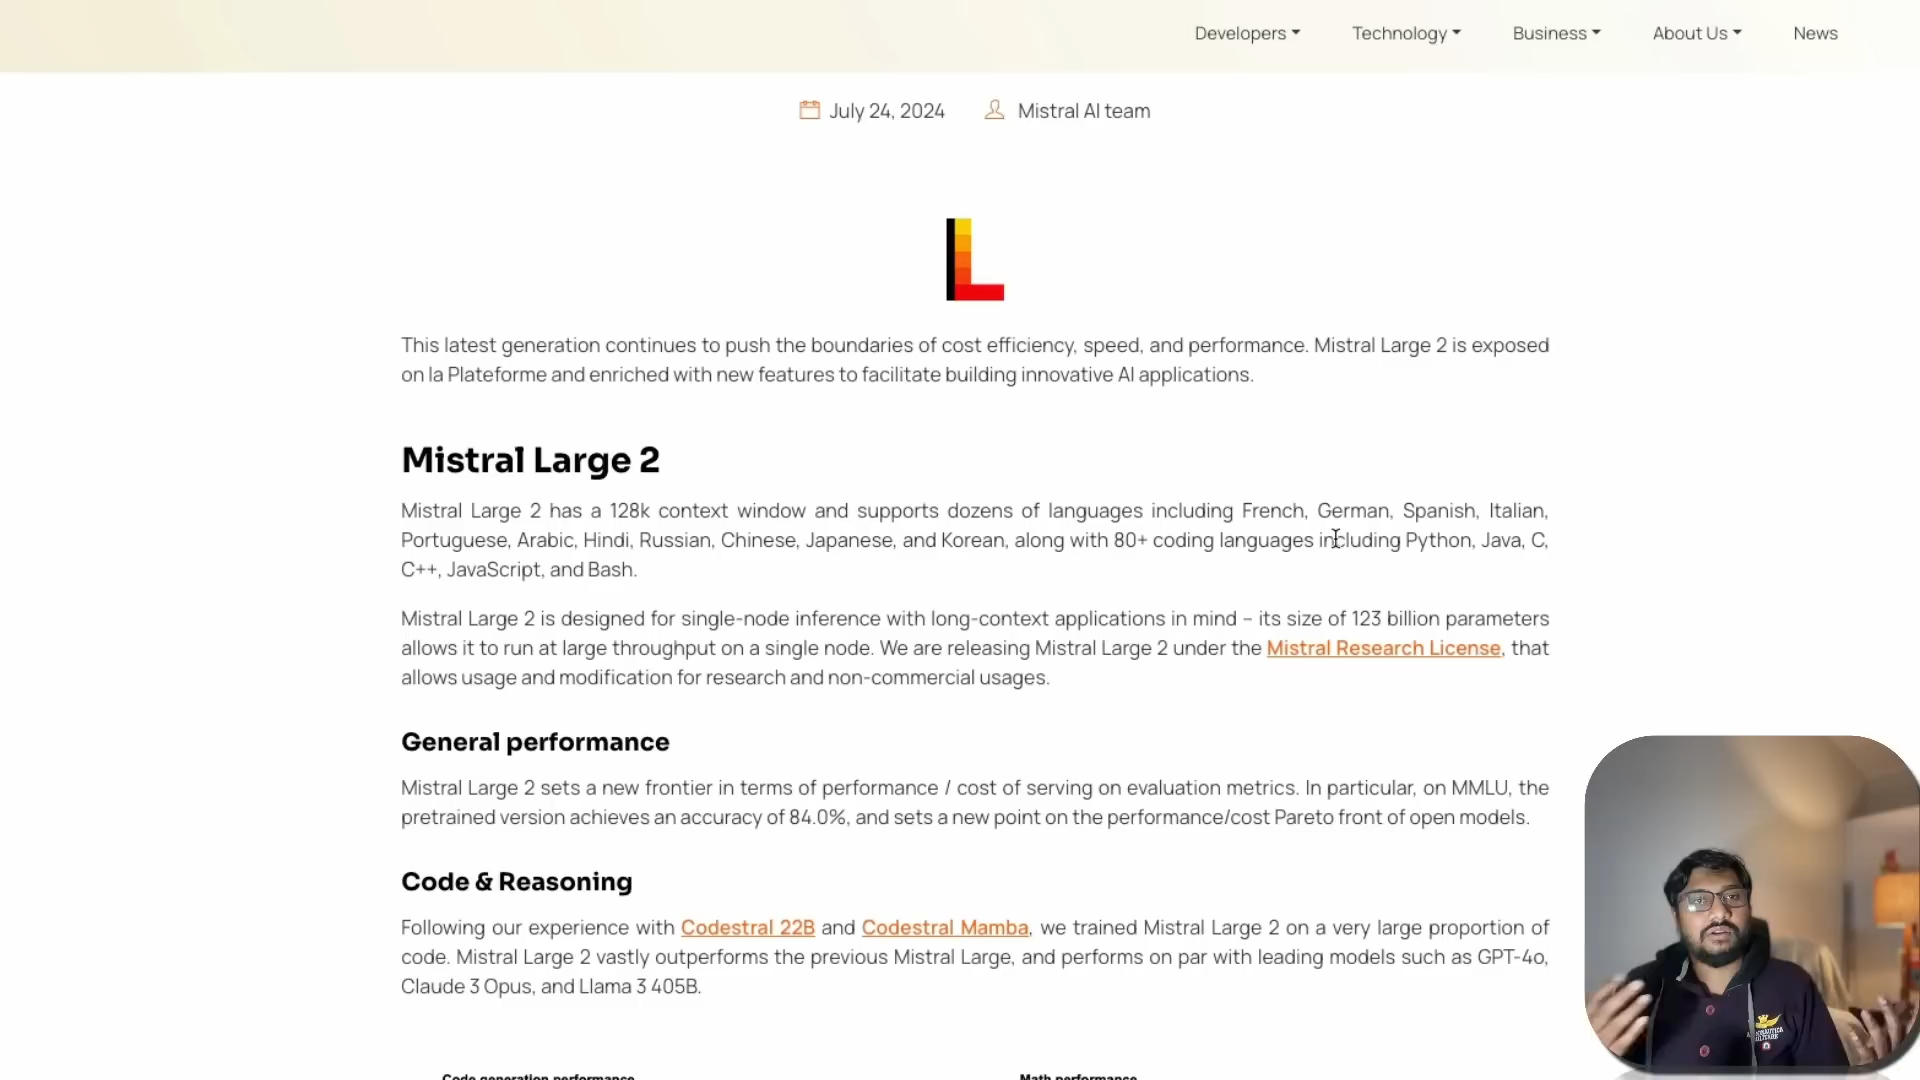 Developers Technology Business About Us News
July 24, 2024 Mistral AI team
L
This latest generation continues to push the boundaries of cost efficiency, speed, and performance. Mistral Large 2 is exposed
on la Plateforme and enriched with new features to facilitate building innovative AI applications.
Mistral Large 2
Mistral Large 2 has a 128k context window and supports dozens of languages including French, German, Spanish, Italian,
Portuguese, Arabic, Hindi, Russian, Chinese, Japanese, and Korean, along with 80+ coding languages including Python, Java, C,
C++, JavaScript, and Bash.
Mistral Large 2 is designed for single-node inference with long-context applications in mind – its size of 123 billion parameters
allows it to run at large throughput on a single node. We are releasing Mistral Large 2 under the Mistral Research License, that
allows usage and modification for research and non-commercial usages.
General performance
Mistral Large 2 sets a new frontier in terms of performance / cost of serving on evaluation metrics. In particular, on MMLU, the
pretrained version achieves an accuracy of 84.0%, and sets a new point on the performance/cost Pareto front of open models.
Code & Reasoning
Following our experience with Codestral 22B and Codestral Mamba, we trained Mistral Large 2 on a very large proportion of
code. Mistral Large 2 vastly outperforms the previous Mistral Large, and performs on par with leading models such as GPT-4o,
Claude 3 Opus, and Llama 3 405B.
Code generation performance Math performance